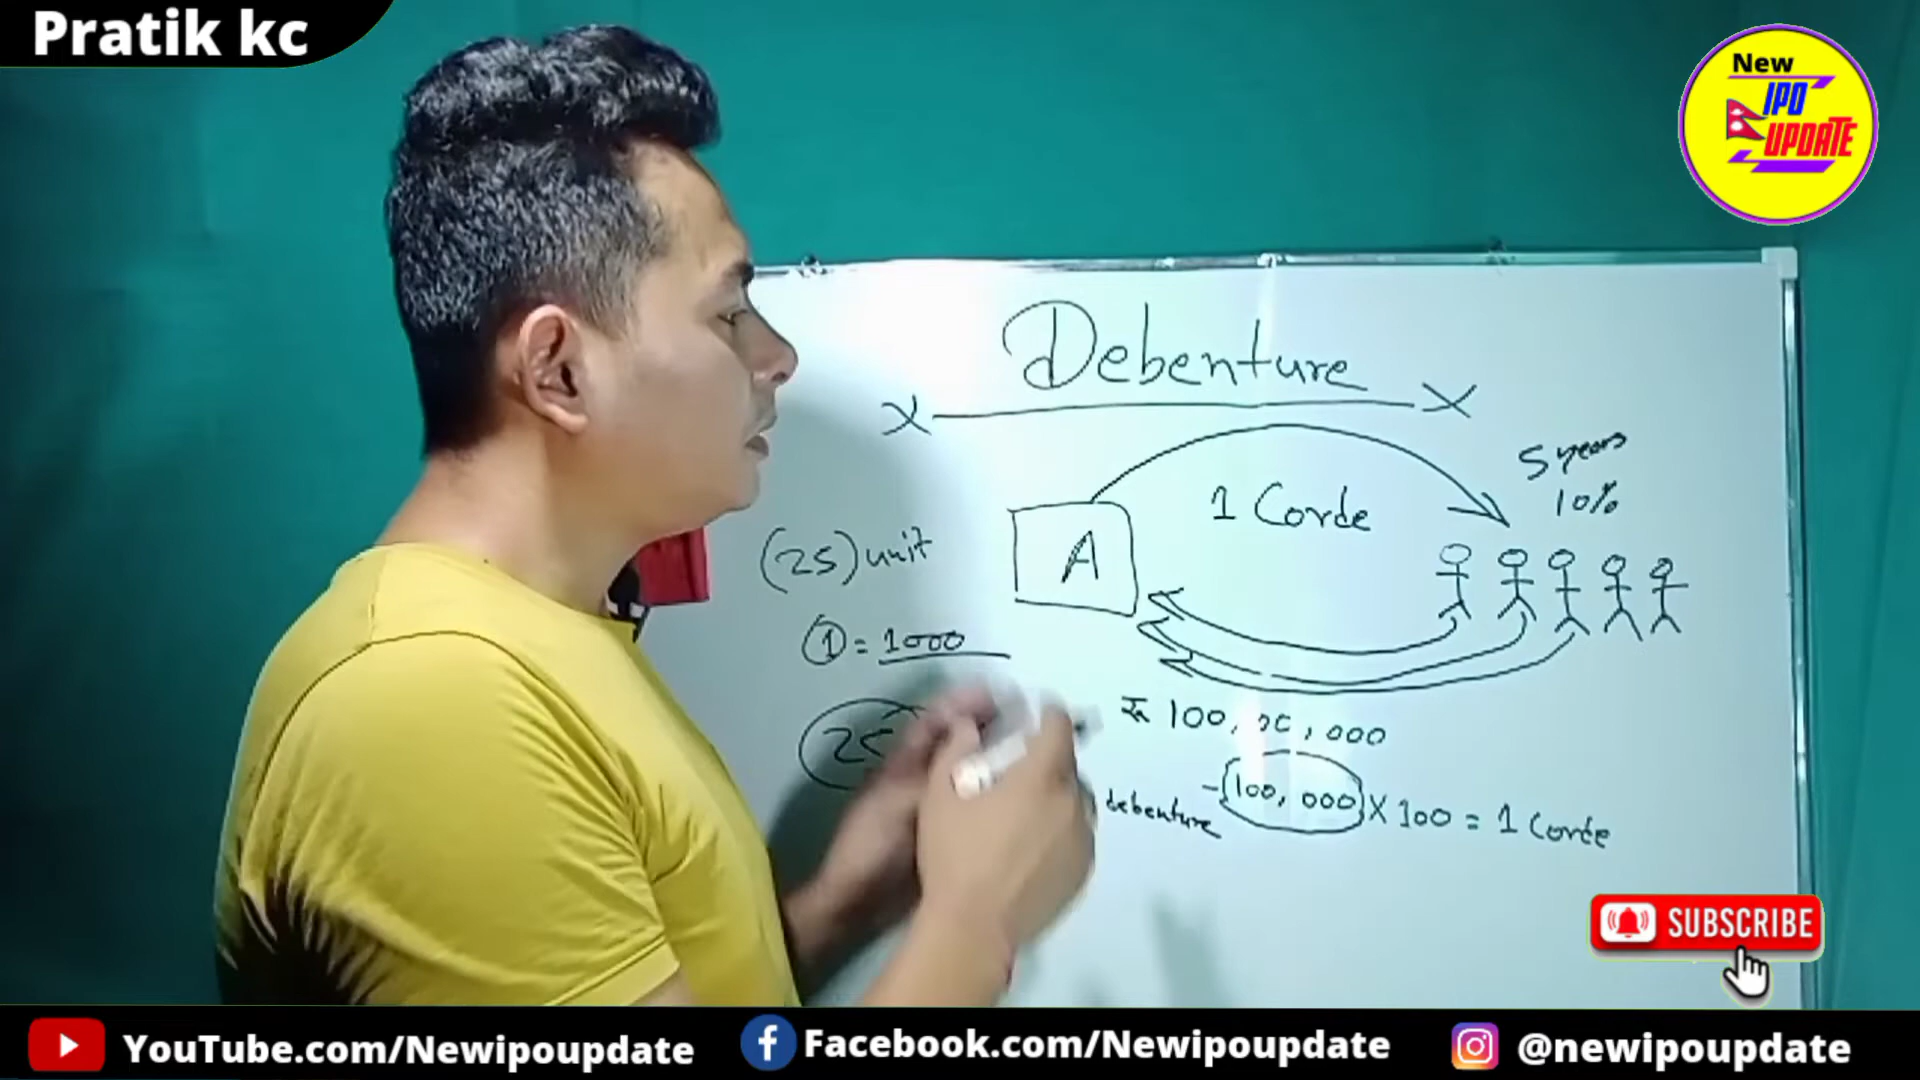 Pratik kc
New
IPO
UPDATE
Debenture
X X
5 years
10%
1 Corde
A
(25) unit
① = 1000
रू 100,00,000
debenture - 100,000 X 100 = 1 Corde
SUBSCRIBE
YouTube.com/Newipoupdate
Facebook.com/Newipoupdate
@newipoupdate